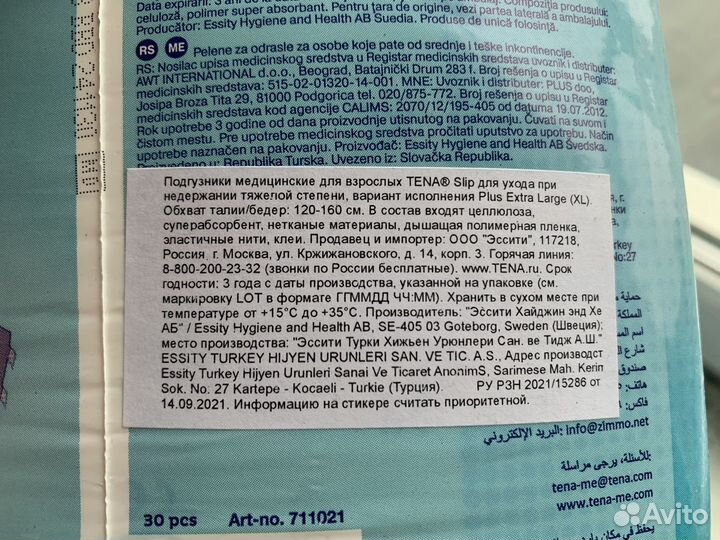 Data expirării: 3 ani de la
celuloză, polimer super absorbant. Pentru țara de origine, vezi partea laterală a ambalajului.
Producător: Essity Hygiene and Health AB Suedia. Produse de unică folosință.
RS ME Pelene za odrasle za osobe koje pate od srednje i teške inkontinencije.
RS: Nosilac upisa medicinskog sredstva u Registar medicinskih sredstava uvoznik i distributer:
AWT INTERNATIONAL d.o.o., Beograd, Batajnički Drum 283 f. Broj rešenja o upisu u Registar
medicinskih sredstava: 515-02-01320-14-001. MNE: Uvoznik i distributer: PLUS doo,
Josipa Broza Tita 29, 81000 Podgorica tel. 020/875-772. Broj rešenja o upisu u Registar
medicinskih sredstava kod agencije CALIMS: 2070/12/195-405 od datuma 19.07.2012.
Rok upotrebe 3 godine od dana proizvodnje utisnutog na pakovanju. Čuvati na suvom i
čistom mestu. Pre upotrebe medicinskog sredstva pročitati uputstvo za upotrebu. Način
upotrebe naznačen na pakovanju. Proizvođač: Essity Hygiene and Health AB Švedska.
Proizvedeno u Republika Turska. Uvezeno iz: Slovačka Republika.
Подгузники медицинские для взрослых TENA® Slip для ухода при
недержании тяжелой степени, вариант исполнения Plus Extra Large (XL).
Обхват талии/бедер: 120-160 см. В состав входят целлюлоза,
суперабсорбент, нетканые материалы, дышащая полимерная пленка,
эластичные нити, клеи. Продавец и импортер: ООО "Эссити", 117218,
Россия, г. Москва, ул. Кржижановского, д. 14, корп. 3. Горячая линия:
8-800-200-23-32 (звонки по России бесплатные). www.TENA.ru. Срок
годности: 3 года с даты производства, указанной на упаковке (см.
маркировку LOT в формате ГГММДД ЧЧ:ММ). Хранить в сухом месте при
температуре от +15°С до +35°С. Производитель: "Эссити Хайджин энд Хе
АБ" / Essity Hygiene and Health AB, SE-405 03 Goteborg, Sweden (Швеция);
место производства: "Эссити Турки Хижьен Урюнлери Сан. ве Тидж А.Ш."
ESSITY TURKEY HIJYEN URUNLERI SAN. VE TIC. A.S., Адрес производст
Essity Turkey Hijyen Urunleri Sanai Ve Ticaret AnonimS, Sarimese Mah. Kerin
Sok. No: 27 Kartepe - Kocaeli - Turkie (Турция). РУ РЗН 2021/15286 от
14.09.2021. Информацию на стикере считать приоритетной.
البريد الإلكتروني: info@zimmo.net
للأسئلة، يرجى مراسلة
tena-me@tena.com
www.tena-me.com
30 pcs Art-no. 711021
Avito